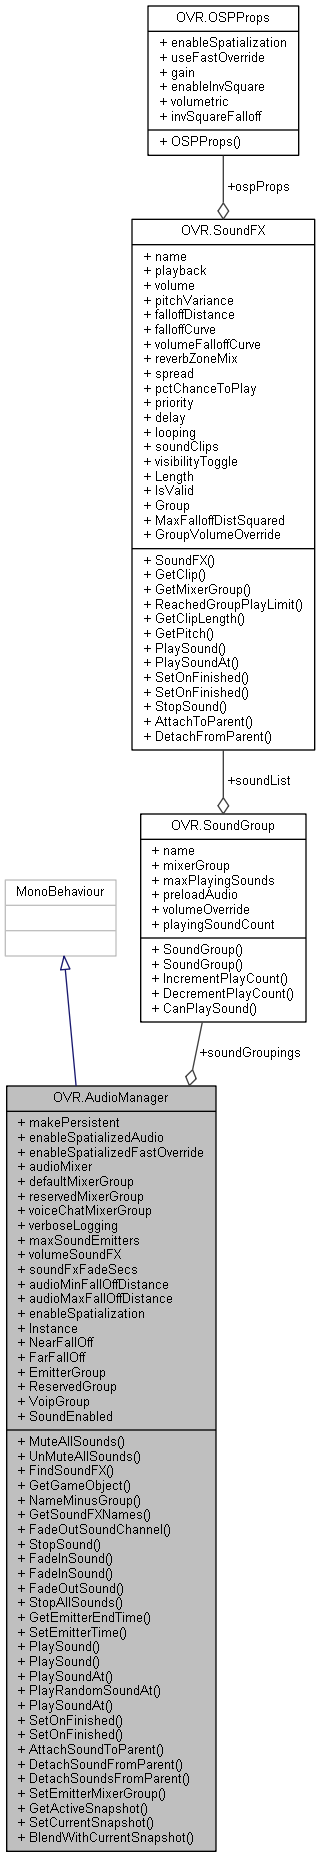 OVR.OSPProps
+ enableSpatialization
+ useFastOverride
+ gain
+ enableInvSquare
+ volumetric
+ invSquareFalloff
+ OSPProps()
+ospProps
OVR.SoundFX
+ name
+ playback
+ volume
+ pitchVariance
+ falloffDistance
+ falloffCurve
+ volumeFalloffCurve
+ reverbZoneMix
+ spread
+ pctChanceToPlay
+ priority
+ delay
+ looping
+ soundClips
+ visibilityToggle
+ Length
+ IsValid
+ Group
+ MaxFalloffDistSquared
+ GroupVolumeOverride
+ SoundFX()
+ GetClip()
+ GetMixerGroup()
+ ReachedGroupPlayLimit()
+ GetClipLength()
+ GetPitch()
+ PlaySound()
+ PlaySoundAt()
+ SetOnFinished()
+ SetOnFinished()
+ StopSound()
+ AttachToParent()
+ DetachFromParent()
+soundList
OVR.SoundGroup
+ name
+ mixerGroup
+ maxPlayingSounds
+ preloadAudio
+ volumeOverride
+ playingSoundCount
+ SoundGroup()
+ SoundGroup()
+ IncrementPlayCount()
+ DecrementPlayCount()
+ CanPlaySound()
MonoBehaviour
+soundGroupings
OVR.AudioManager
+ makePersistent
+ enableSpatializedAudio
+ enableSpatializedFastOverride
+ audioMixer
+ defaultMixerGroup
+ reservedMixerGroup
+ voiceChatMixerGroup
+ verboseLogging
+ maxSoundEmitters
+ volumeSoundFX
+ soundFxFadeSecs
+ audioMinFallOffDistance
+ audioMaxFallOffDistance
+ enableSpatialization
+ Instance
+ NearFallOff
+ FarFallOff
+ EmitterGroup
+ ReservedGroup
+ VoipGroup
+ SoundEnabled
+ MuteAllSounds()
+ UnMuteAllSounds()
+ FindSoundFX()
+ GetGameObject()
+ NameMinusGroup()
+ GetSoundFXNames()
+ FadeOutSoundChannel()
+ StopSound()
+ FadeInSound()
+ FadeInSound()
+ FadeOutSound()
+ StopAllSounds()
+ GetEmitterEndTime()
+ SetEmitterTime()
+ PlaySound()
+ PlaySound()
+ PlaySoundAt()
+ PlayRandomSoundAt()
+ PlaySoundAt()
+ SetOnFinished()
+ SetOnFinished()
+ AttachSoundToParent()
+ DetachSoundFromParent()
+ DetachSoundsFromParent()
+ SetEmitterMixerGroup()
+ GetActiveSnapshot()
+ SetCurrentSnapshot()
+ BlendWithCurrentSnapshot()